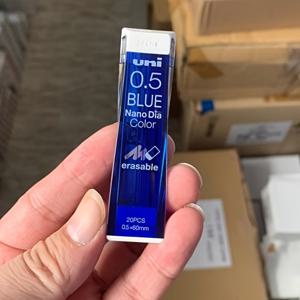 uni
0.5
BLUE
Nano Dia
Color
erasable
20PCS
0.5×60mm